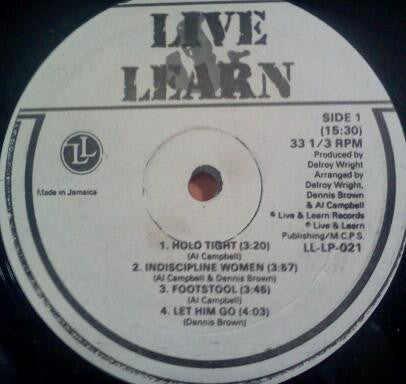 LIVE
LEARN
SIDE 1
(15:30)
33 1/3 RPM
Produced by
Delroy Wright
Arranged by
Delroy Wright,
Dennis Brown
& Al Campbell
℗ Live & Learn Records
© Live & Learn
Publishing/M.C.P.S.
LL-LP-021
LL
Made in Jamaica
1. HOLD TIGHT (3:20)
(Al Campbell)
2. INDISCIPLINE WOMEN (3:57)
(Al Campbell & Dennis Brown)
3. FOOTSTOOL (3:45)
(Al Campbell)
4. LET HIM GO (4:03)
(Dennis Brown)